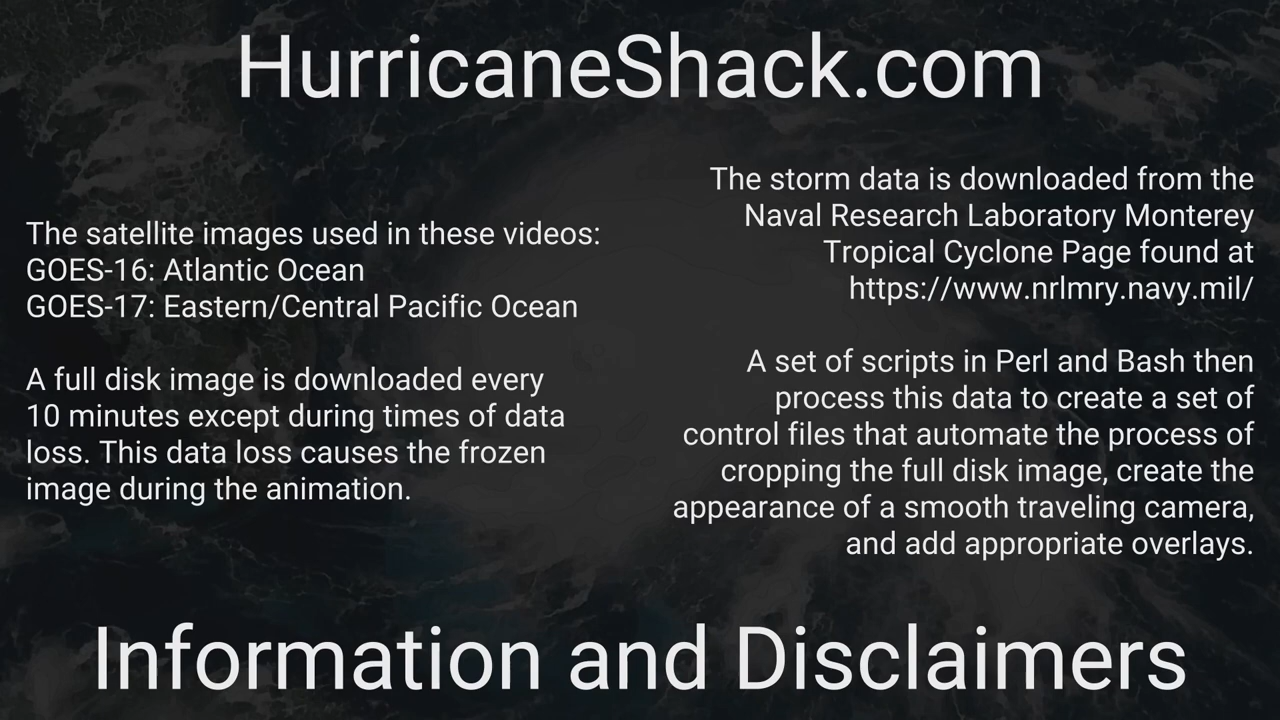 HurricaneShack.com
The satellite images used in these videos:
GOES-16: Atlantic Ocean
GOES-17: Eastern/Central Pacific Ocean
A full disk image is downloaded every
10 minutes except during times of data
loss. This data loss causes the frozen
image during the animation.
The storm data is downloaded from the
Naval Research Laboratory Monterey
Tropical Cyclone Page found at
https://www.nrlmry.navy.mil/
A set of scripts in Perl and Bash then
process this data to create a set of
control files that automate the process of
cropping the full disk image, create the
appearance of a smooth traveling camera,
and add appropriate overlays.
Information and Disclaimers